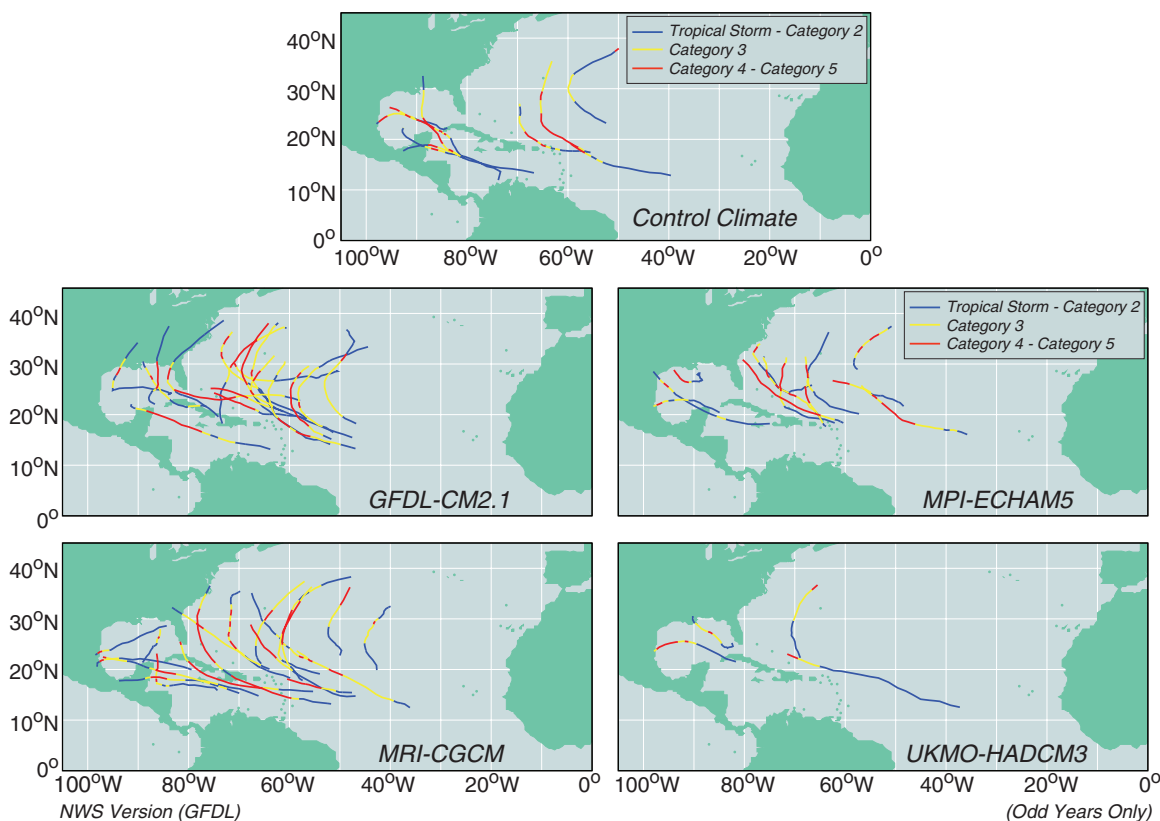 40°N
30°N
20°N
10°N
0°
Tropical Storm - Category 2
Category 3
Category 4 - Category 5
Control Climate
100°W 80°W 60°W 40°W 20°W 0°
40°N
30°N
20°N
10°N
0°
GFDL-CM2.1
Tropical Storm - Category 2
Category 3
Category 4 - Category 5
MPI-ECHAM5
40°N
30°N
20°N
10°N
0°
MRI-CGCM
UKMO-HADCM3
100°W 80°W 60°W 40°W 20°W 0°
100°W 80°W 60°W 40°W 20°W 0°
NWS Version (GFDL)
(Odd Years Only)